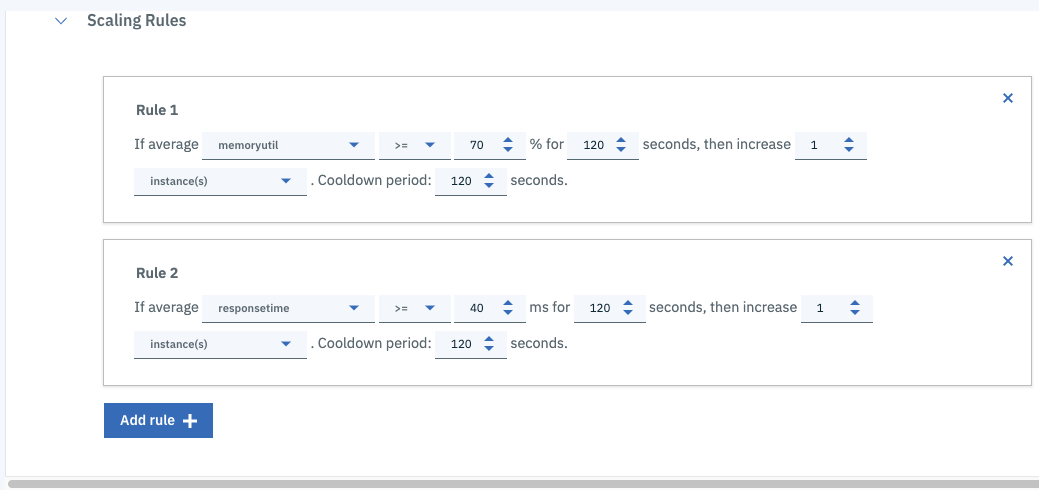 Scaling Rules
Rule 1
If average memoryutil >= 70 % for 120 seconds, then increase 1
instance(s) . Cooldown period: 120 seconds.
Rule 2
If average responsetime >= 40 ms for 120 seconds, then increase 1
instance(s) . Cooldown period: 120 seconds.
Add rule